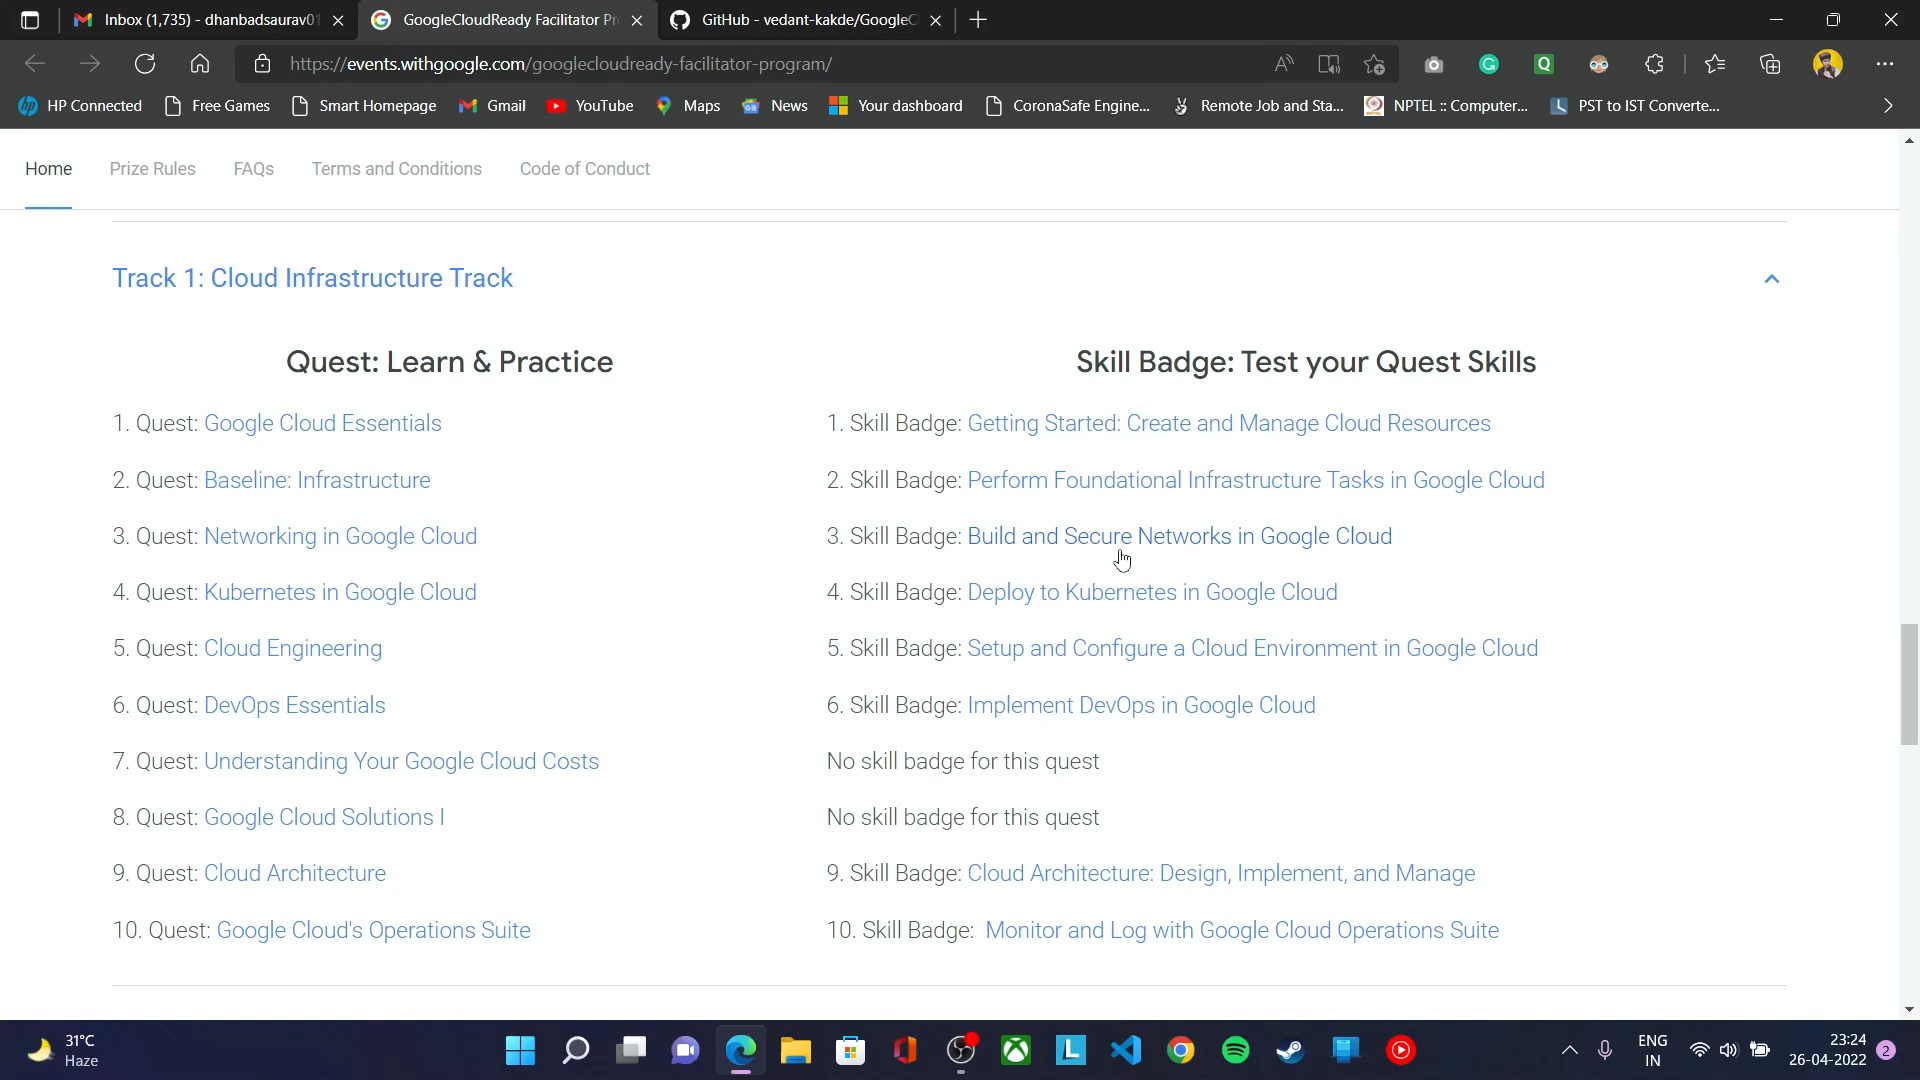 Inbox (1,735) - dhanbadsaurav01
GoogleCloudReady Facilitator Pr
GitHub - vedant-kakde/GoogleC
https://events.withgoogle.com/googlecloudready-facilitator-program/
HP Connected
Free Games
Smart Homepage
Gmail
YouTube
Maps
News
Your dashboard
CoronaSafe Engine...
Remote Job and Sta...
NPTEL :: Computer...
PST to IST Converte...
Home
Prize Rules
FAQs
Terms and Conditions
Code of Conduct
Track 1: Cloud Infrastructure Track
Quest: Learn & Practice
Skill Badge: Test your Quest Skills
1. Quest: Google Cloud Essentials
1. Skill Badge: Getting Started: Create and Manage Cloud Resources
2. Quest: Baseline: Infrastructure
2. Skill Badge: Perform Foundational Infrastructure Tasks in Google Cloud
3. Quest: Networking in Google Cloud
3. Skill Badge: Build and Secure Networks in Google Cloud
4. Quest: Kubernetes in Google Cloud
4. Skill Badge: Deploy to Kubernetes in Google Cloud
5. Quest: Cloud Engineering
5. Skill Badge: Setup and Configure a Cloud Environment in Google Cloud
6. Quest: DevOps Essentials
6. Skill Badge: Implement DevOps in Google Cloud
7. Quest: Understanding Your Google Cloud Costs
No skill badge for this quest
8. Quest: Google Cloud Solutions I
No skill badge for this quest
9. Quest: Cloud Architecture
9. Skill Badge: Cloud Architecture: Design, Implement, and Manage
10. Quest: Google Cloud's Operations Suite
10. Skill Badge: Monitor and Log with Google Cloud Operations Suite
31°C
Haze
ENG
IN
23:24
26-04-2022
2